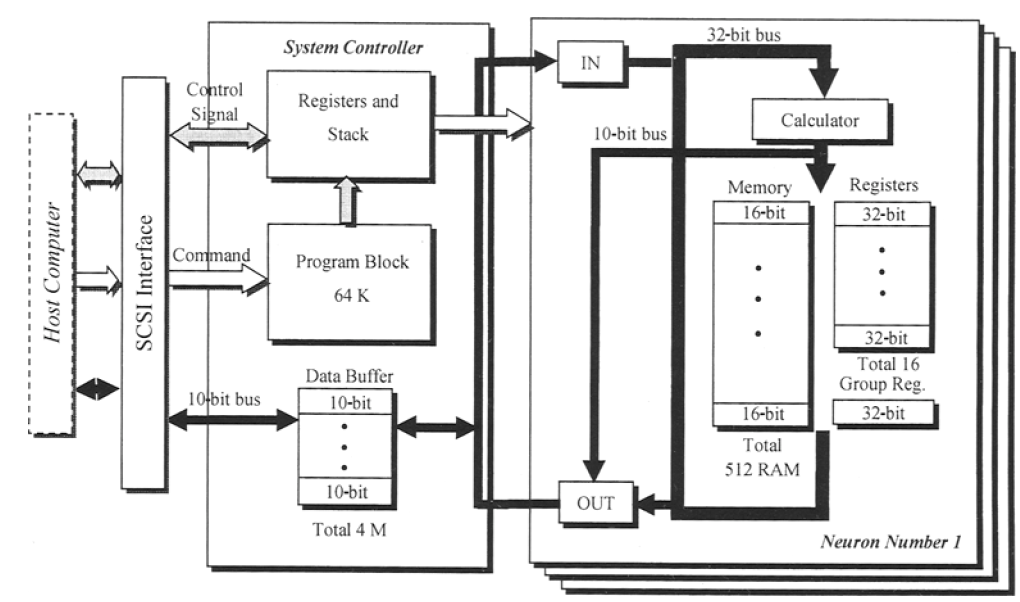 System Controller
32-bit bus
IN
Control
Signal
Registers and
Stack
Calculator
10-bit bus
Memory
Registers
16-bit
32-bit
Host Computer
SCSI Interface
Command
Program Block
64 K
32-bit
Total 16
Group Reg.
Data Buffer
10-bit bus
10-bit
16-bit
32-bit
Total
512 RAM
10-bit
OUT
Total 4 M
Neuron Number 1